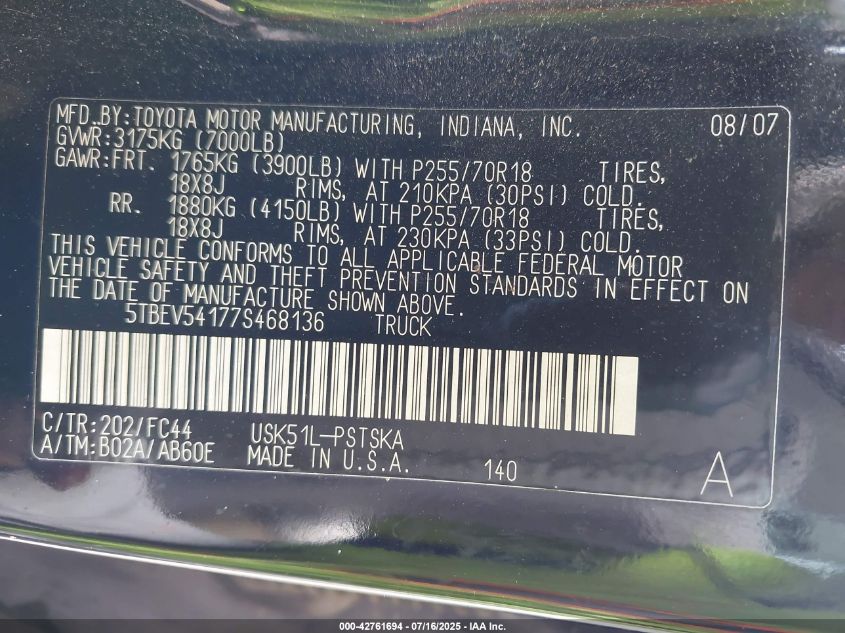 MFD. BY: TOYOTA MOTOR MANUFACTURING, INDIANA, INC. 08/07
GVWR: 3175KG (7000LB)
GAWR: FRT. 1765KG (3900LB) WITH P255/70R18 TIRES,
18X8J RIMS, AT 210KPA (30PSI) COLD.
RR. 1880KG (4150LB) WITH P255/70R18 TIRES,
18X8J RIMS, AT 230KPA (33PSI) COLD.
THIS VEHICLE CONFORMS TO ALL APPLICABLE FEDERAL MOTOR
VEHICLE SAFETY AND THEFT PREVENTION STANDARDS IN EFFECT ON
THE DATE OF MANUFACTURE SHOWN ABOVE.
5TBEV54177S468136 TRUCK
C/TR: 202/FC44 USK51L-PSTSKA
A/TM: B02A/AB60E MADE IN U.S.A. 140 A
000-42761694 - 07/16/2025 - IAA Inc.